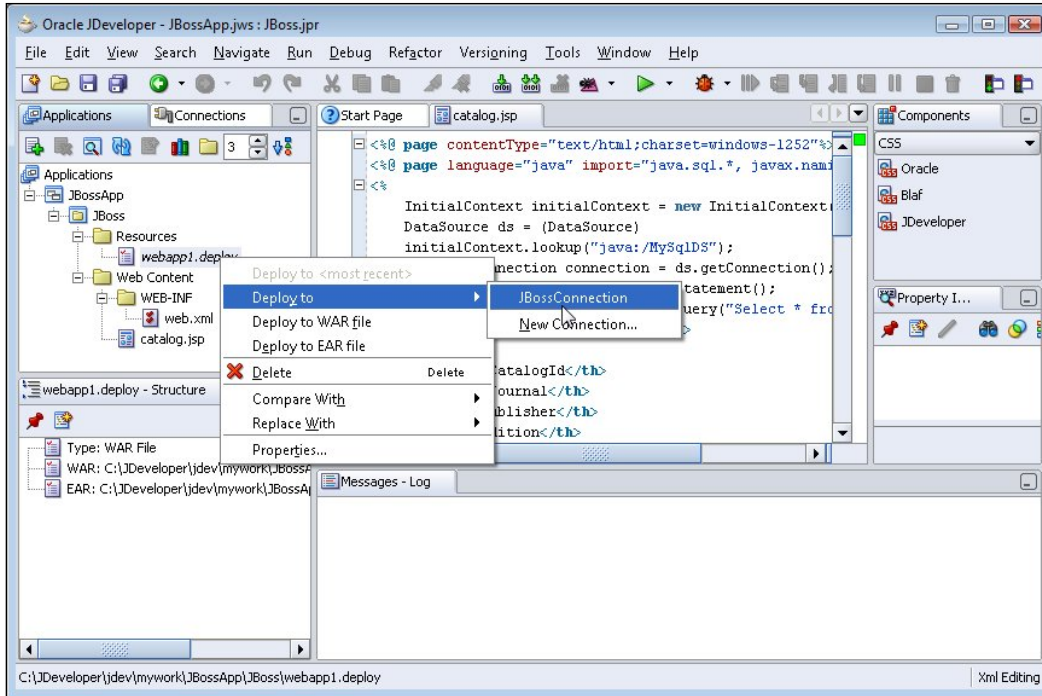 Oracle JDeveloper - JBossApp.jws : JBoss.jpr
File Edit View Search Navigate Run Debug Refactor Versioning Tools Window Help
Applications Connections
3
Applications
JBossApp
JBoss
Resources
webapp1.deploy
Web Content
WEB-INF
web.xml
catalog.jsp
Start Page catalog.jsp
<%@ page contentType="text/html;charset=windows-1252"%>
<%@ page language="java" import="java.sql.*, javax.nami
<%
InitialContext initialContext = new InitialContext(
DataSource ds = (DataSource)
initialContext.lookup("java:/MySqlDS");
nection connection = ds.getConnection();
tatement();
uery("Select * fro
>
atalogId</th>
ournal</th>
ublisher</th>
dition</th>
Deploy to <most recent>
Deploy to
Deploy to WAR file
Deploy to EAR file
Delete Delete
Compare With
Replace With
Properties...
JBossConnection
New Connection...
Components
CSS
Oracle
Blaf
JDeveloper
Property I...
webapp1.deploy - Structure
Type: WAR File
WAR: C:\JDeveloper\jdev\mywork\JBossA
EAR: C:\JDeveloper\jdev\mywork\JBossAp
Messages - Log
C:\JDeveloper\jdev\mywork\JBossApp\JBoss\webapp1.deploy
Xml Editing